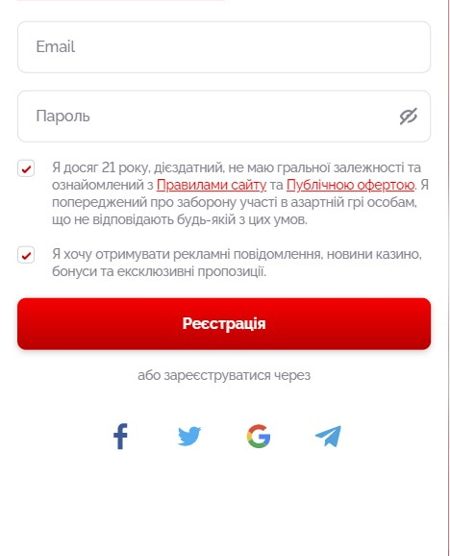 Email
Пароль
Я досяг 21 року, дієздатний, не маю гральної залежності та
ознайомлений з Правилами сайту та Публічною офертою. Я
попереджений про заборону участі в азартній грі особам,
що не відповідають будь-якій з цих умов.
Я хочу отримувати рекламні повідомлення, новини казино,
бонуси та ексклюзивні пропозиції.
Реєстрація
або зареєструватися через